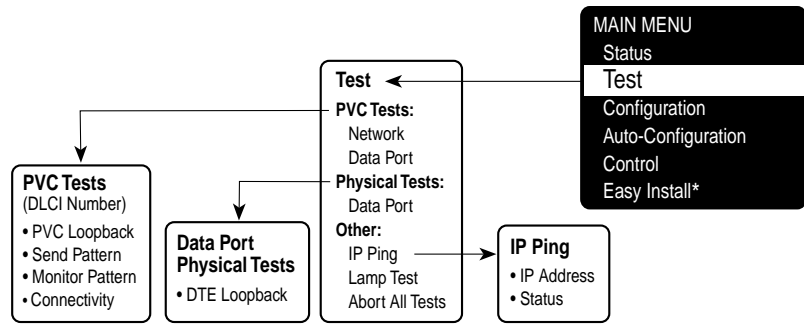 MAIN MENU
Status
Test
Configuration
Auto-Configuration
Control
Easy Install*
Test
PVC Tests:
Network
Data Port
Physical Tests:
Data Port
Other:
IP Ping
Lamp Test
Abort All Tests
PVC Tests
(DLCI Number)
• PVC Loopback
• Send Pattern
• Monitor Pattern
• Connectivity
Data Port
Physical Tests
• DTE Loopback
IP Ping
• IP Address
• Status